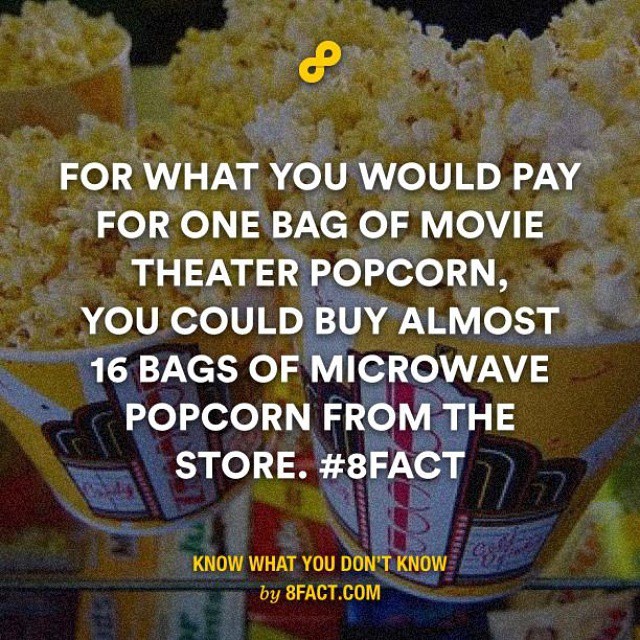 FOR WHAT YOU WOULD PAY
FOR ONE BAG OF MOVIE
THEATER POPCORN,
YOU COULD BUY ALMOST
16 BAGS OF MICROWAVE
POPCORN FROM THE
STORE. #8FACT
KNOW WHAT YOU DON'T KNOW
by 8FACT.COM